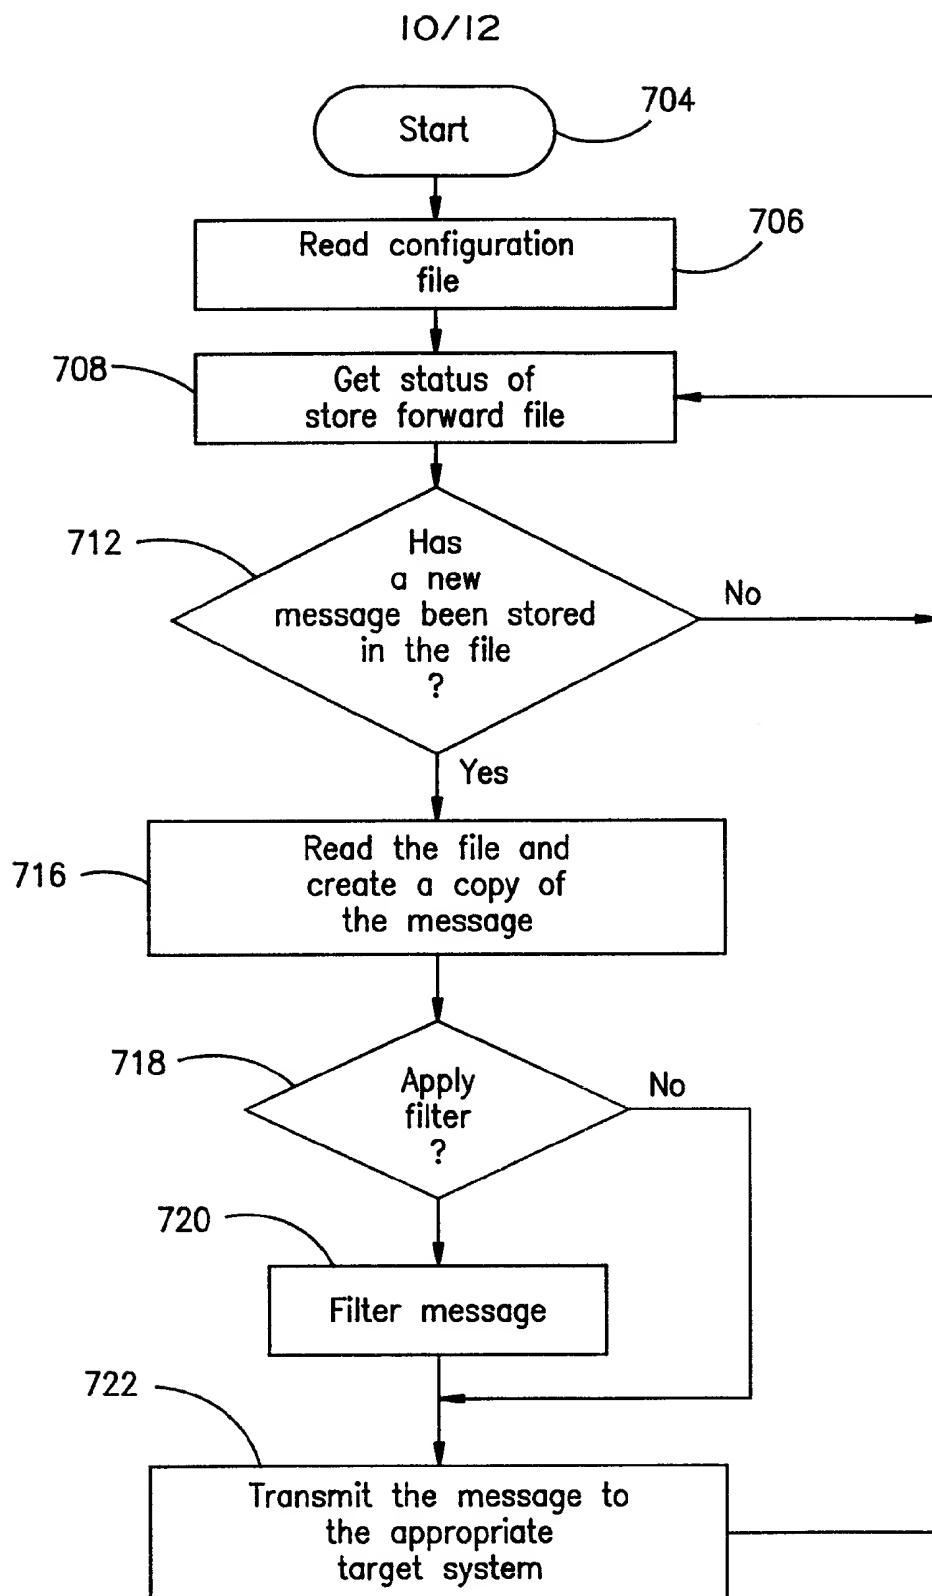 10/12
Start
704
Read configuration
file
706
708
Get status of
store forward file
712
Has
a new
message been stored
in the file
?
No
Yes
716
Read the file and
create a copy of
the message
718
Apply
filter
?
No
720
Filter message
722
Transmit the message to
the appropriate
target system